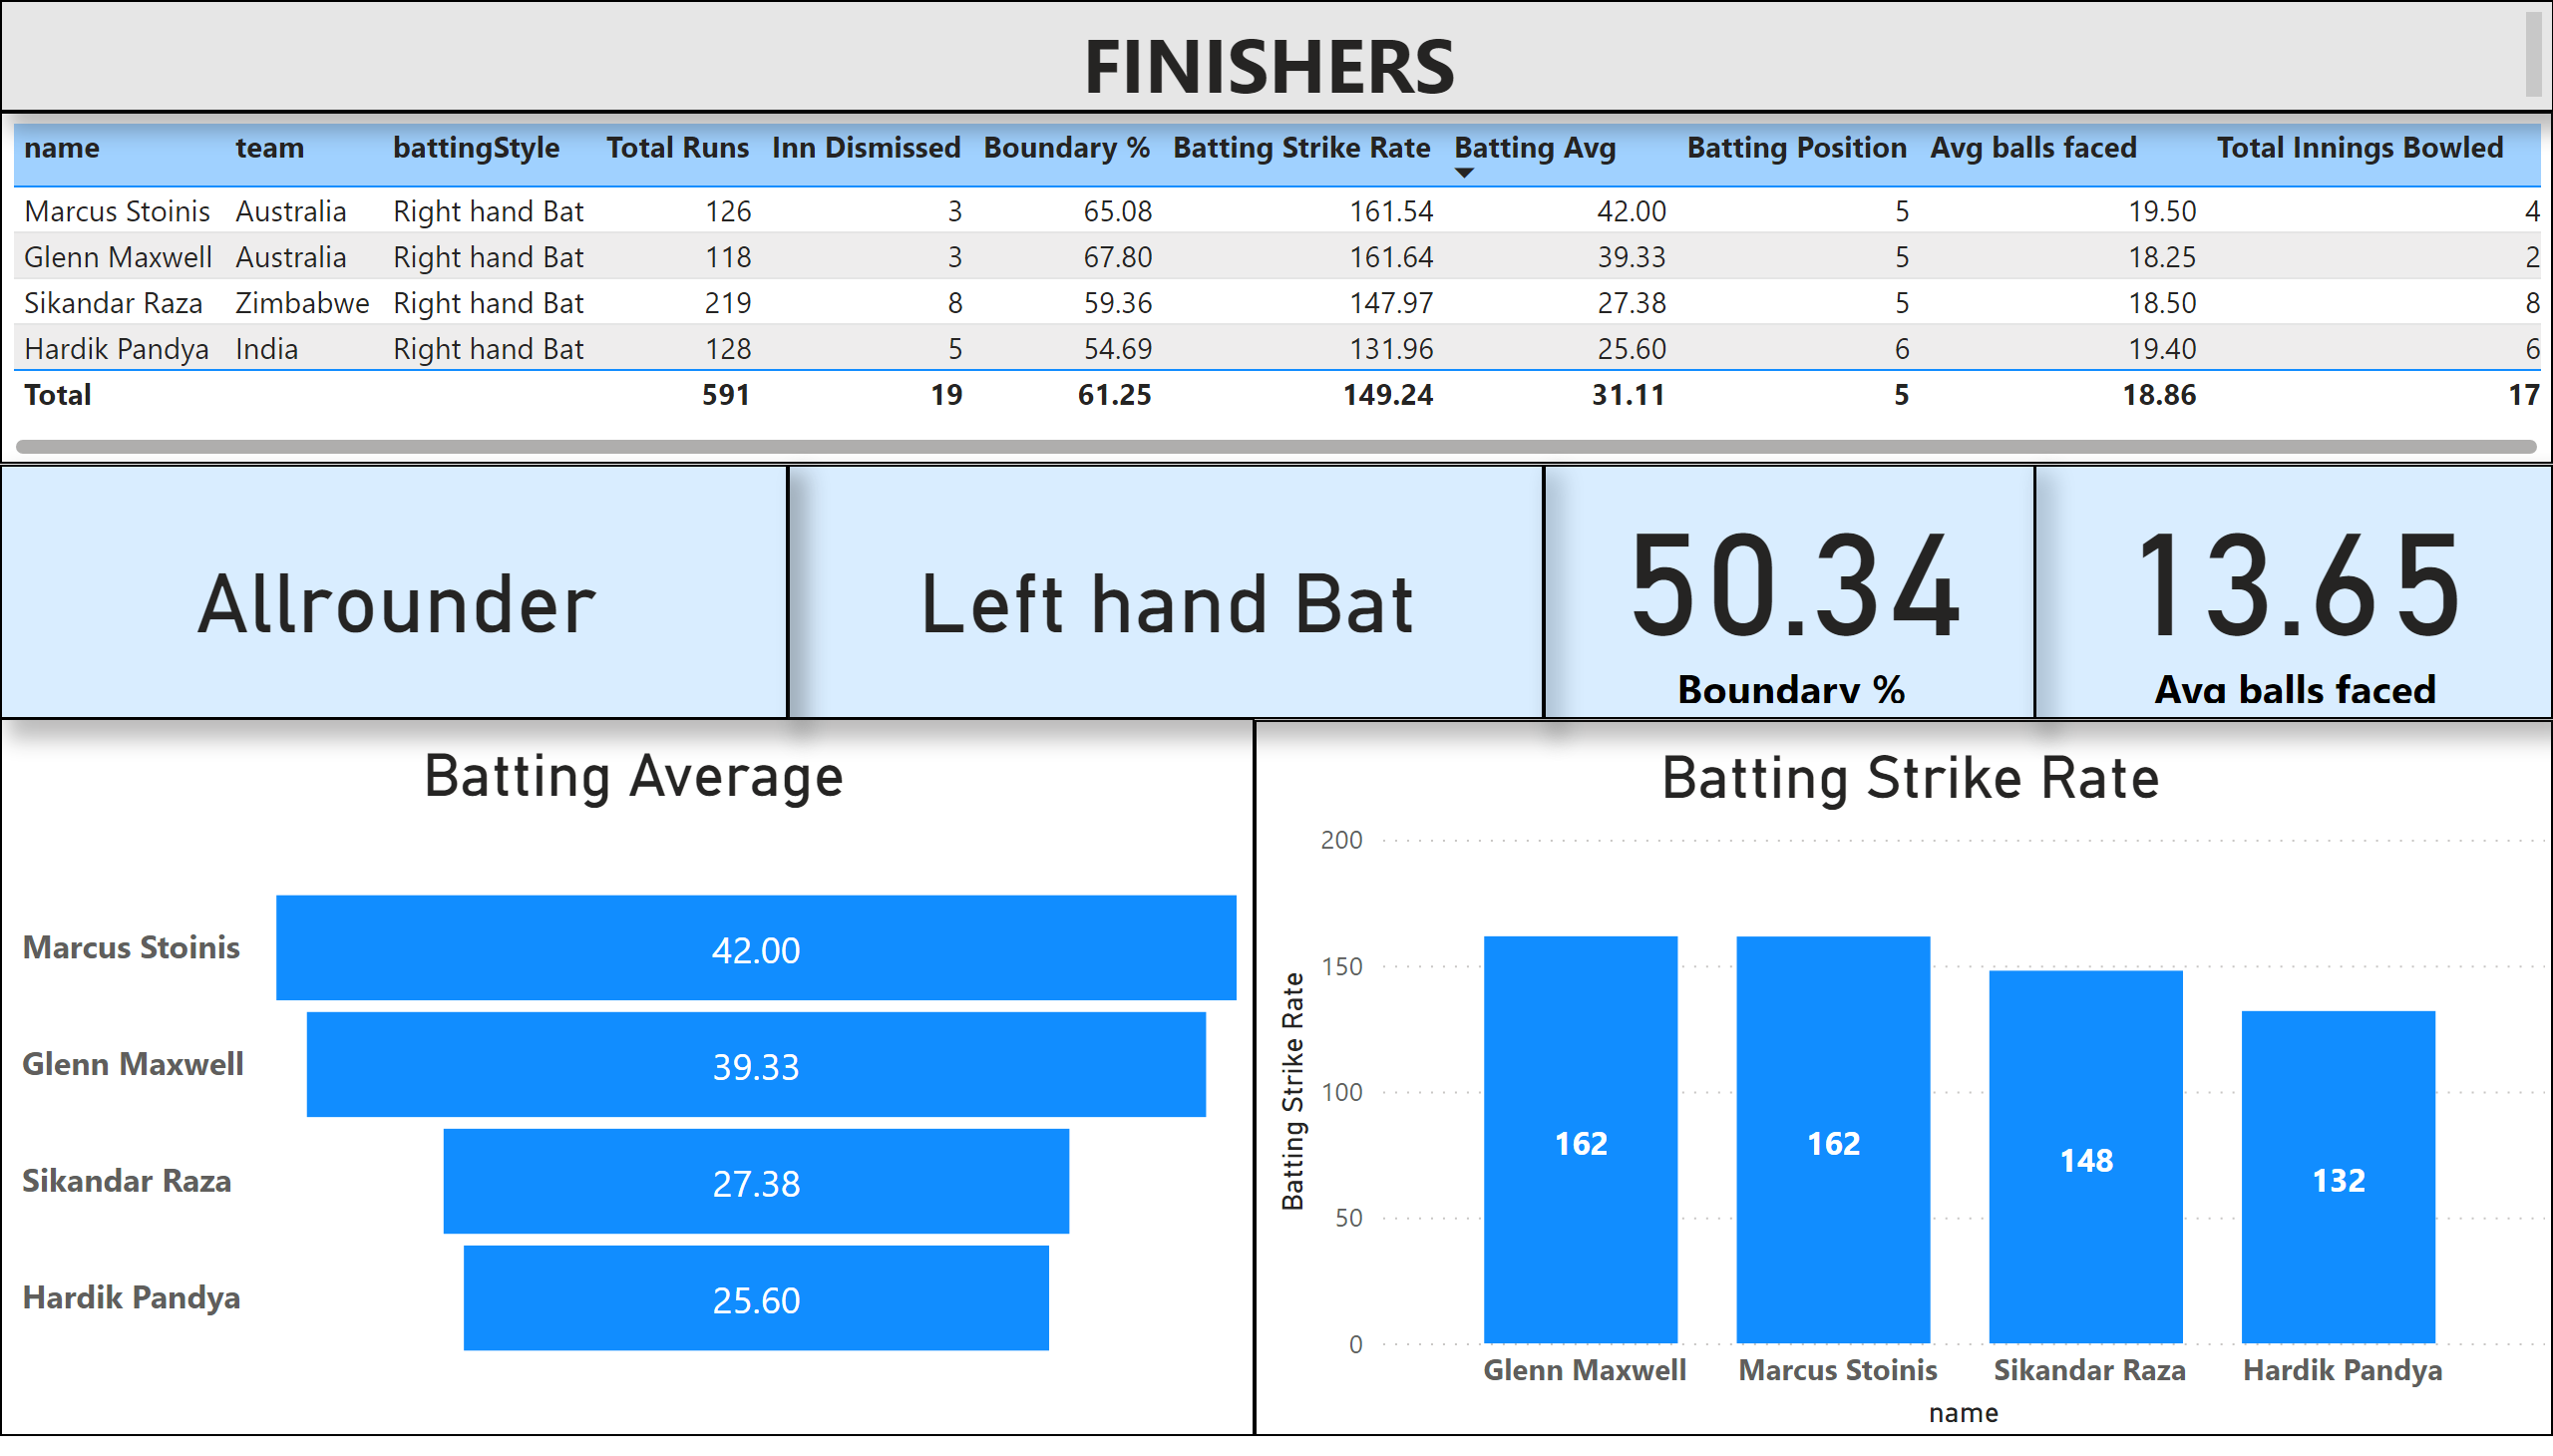 FINISHERS
name team battingStyle Total Runs Inn Dismissed Boundary % Batting Strike Rate Batting Avg Batting Position Avg balls faced Total Innings Bowled
Marcus Stoinis Australia Right hand Bat 126 3 65.08 161.54 42.00 5 19.50 4
Glenn Maxwell Australia Right hand Bat 118 3 67.80 161.64 39.33 5 18.25 2
Sikandar Raza Zimbabwe Right hand Bat 219 8 59.36 147.97 27.38 5 18.50 8
Hardik Pandya India Right hand Bat 128 5 54.69 131.96 25.60 6 19.40 6
Total 591 19 61.25 149.24 31.11 5 18.86 17
Allrounder
Left hand Bat
50.34
Boundary %
13.65
Avg balls faced
Batting Average
Marcus Stoinis 42.00
Glenn Maxwell 39.33
Sikandar Raza 27.38
Hardik Pandya 25.60
Batting Strike Rate
Batting Strike Rate
200
150
100
50
0
162 162 148 132
Glenn Maxwell Marcus Stoinis Sikandar Raza Hardik Pandya
name